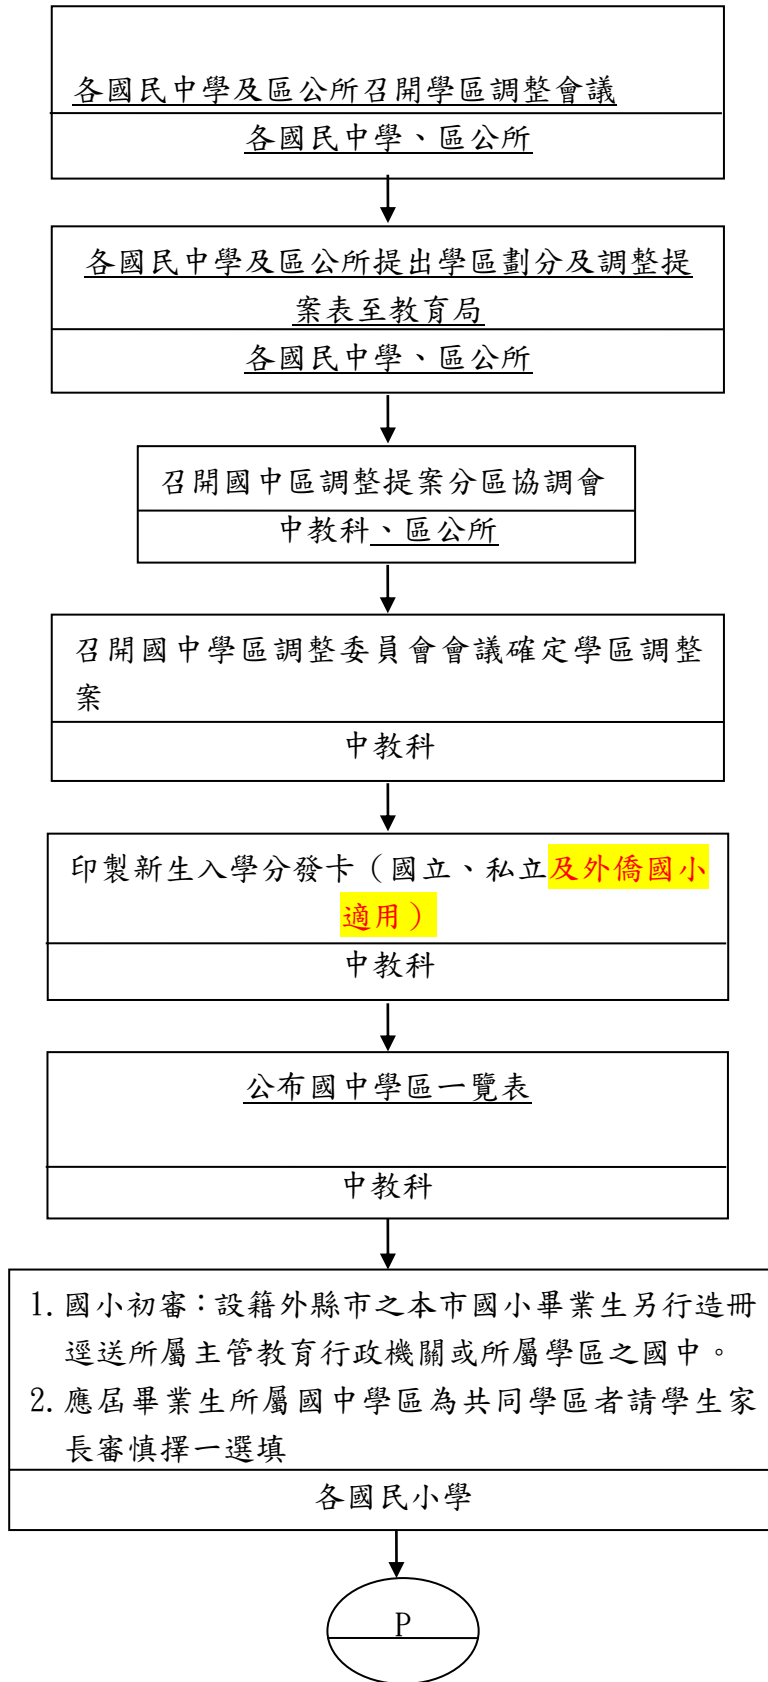 各國民中學及區公所召開學區調整會議
各國民中學、區公所
各國民中學及區公所提出學區劃分及調整提
案表至教育局
各國民中學、區公所
召開國中區調整提案分區協調會
中教科、區公所
召開國中學區調整委員會會議確定學區調整
案
中教科
印製新生入學分發卡（國立、私立及外僑國小
適用）
中教科
公布國中學區一覽表
中教科
1. 國小初審：設籍外縣市之本市國小畢業生另行造冊
逕送所屬主管教育行政機關或所屬學區之國中。
2. 應屆畢業生所屬國中學區為共同學區者請學生家
長審慎擇一選填
各國民小學
P